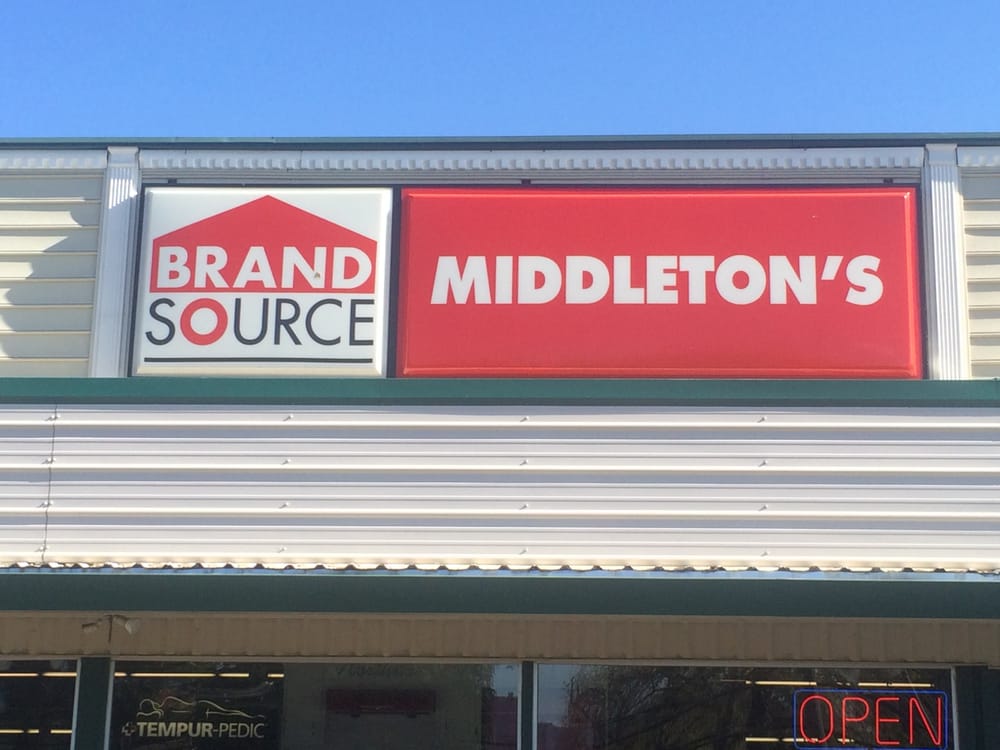 BRAND
SOURCE
MIDDLETON'S
TEMPUR-PEDIC
OPEN